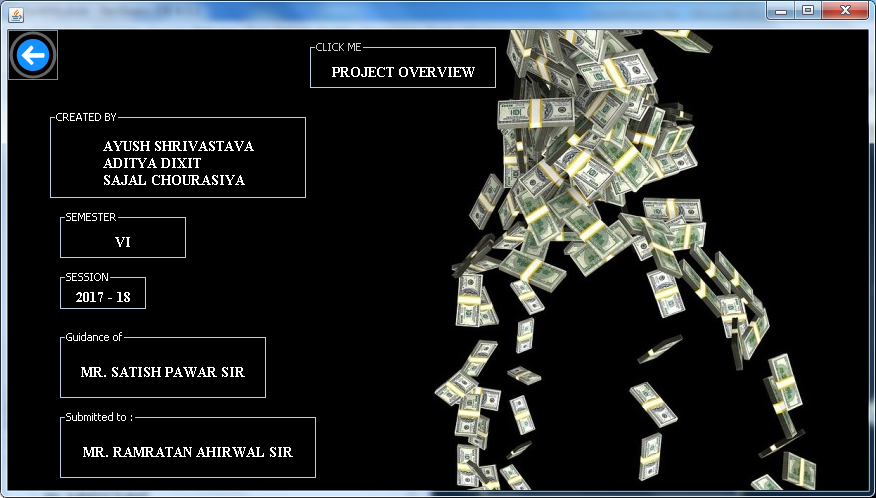 CLICK ME
PROJECT OVERVIEW
CREATED BY
AYUSH SHRIVASTAVA
ADITYA DIXIT
SAJAL CHOURASIYA
SEMESTER
VI
SESSION
2017 - 18
Guidance of
MR. SATISH PAWAR SIR
Submitted to :
MR. RAMRATAN AHIRWAL SIR